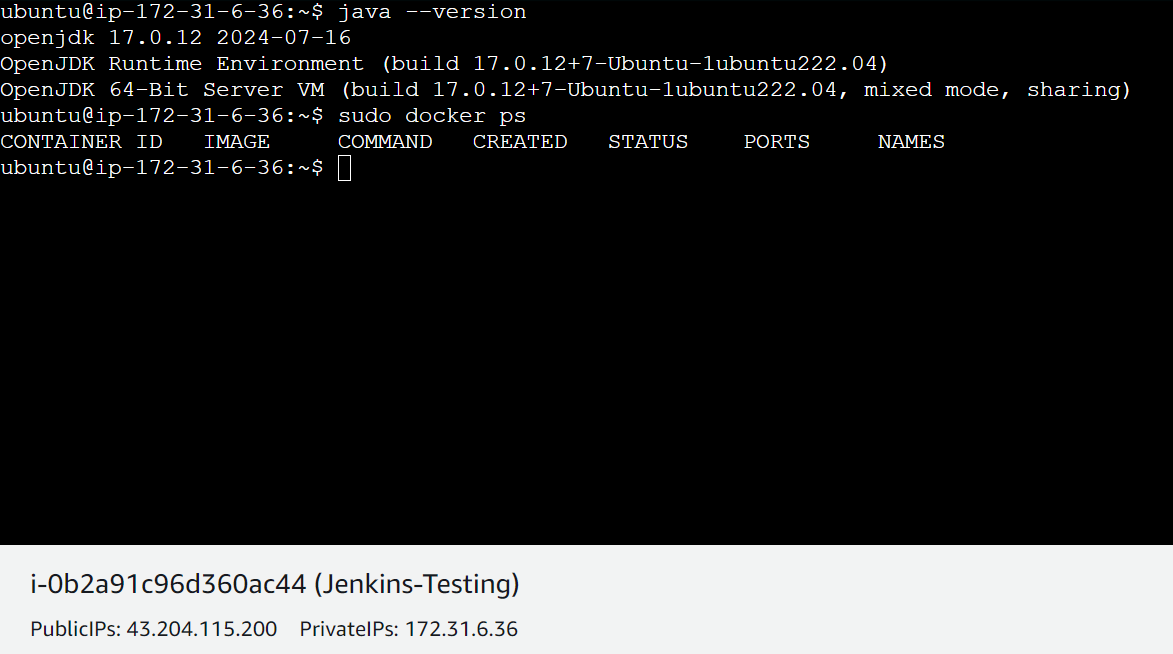 ubuntu@ip-172-31-6-36:~$ java --version
openjdk 17.0.12 2024-07-16
OpenJDK Runtime Environment (build 17.0.12+7-Ubuntu-1ubuntu222.04)
OpenJDK 64-Bit Server VM (build 17.0.12+7-Ubuntu-1ubuntu222.04, mixed mode, sharing)
ubuntu@ip-172-31-6-36:~$ sudo docker ps
CONTAINER ID   IMAGE     COMMAND   CREATED   STATUS    PORTS     NAMES
ubuntu@ip-172-31-6-36:~$
i-0b2a91c96d360ac44 (Jenkins-Testing)
PublicIPs: 43.204.115.200    PrivateIPs: 172.31.6.36